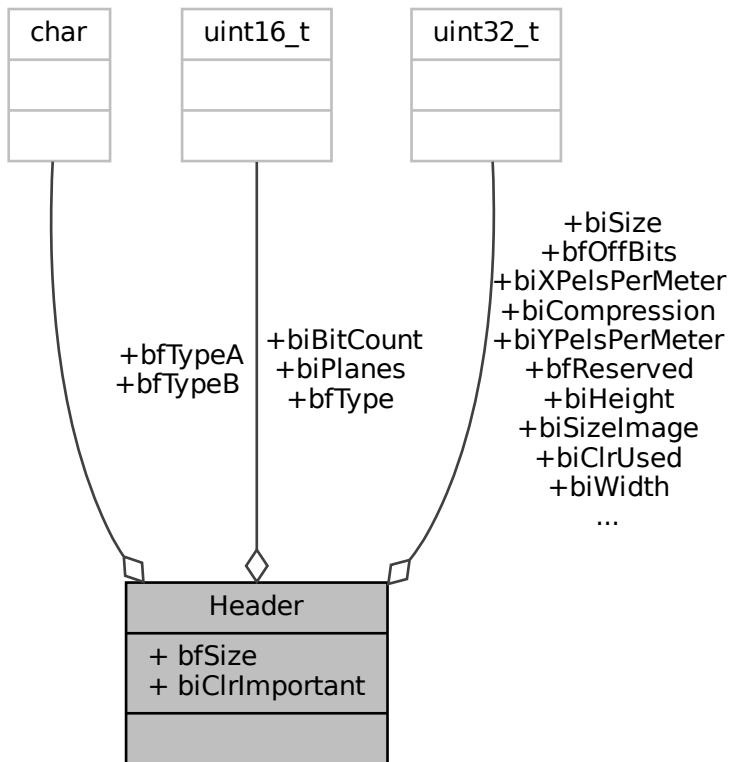 char
uint16_t
uint32_t
+biSize
+bfOffBits
+biXPelsPerMeter
+biCompression
+biYPelsPerMeter
+bfReserved
+biHeight
+biSizeImage
+biClrUsed
+biWidth
...
+bfTypeA
+bfTypeB
+biBitCount
+biPlanes
+bfType
Header
+ bfSize
+ biClrImportant